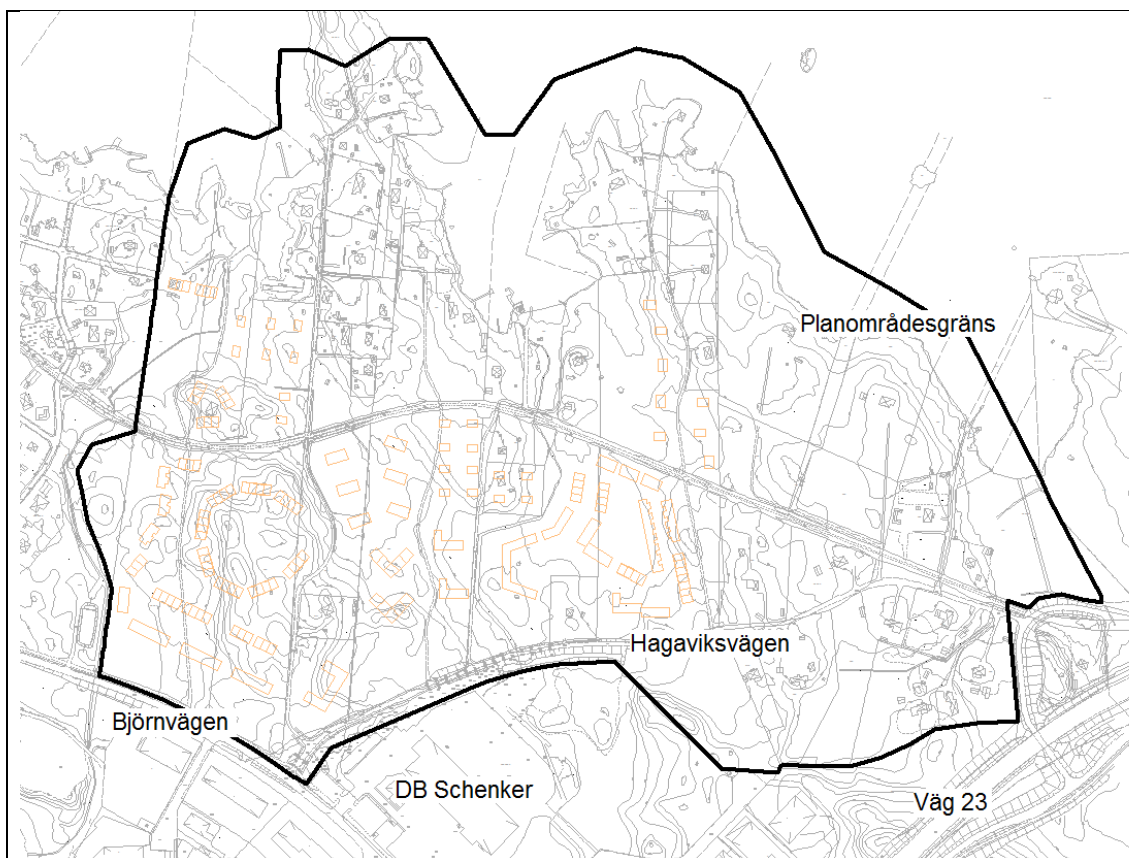 Planområdesgräns
Hagaviksvägen
Björnvägen
DB Schenker
Väg 23